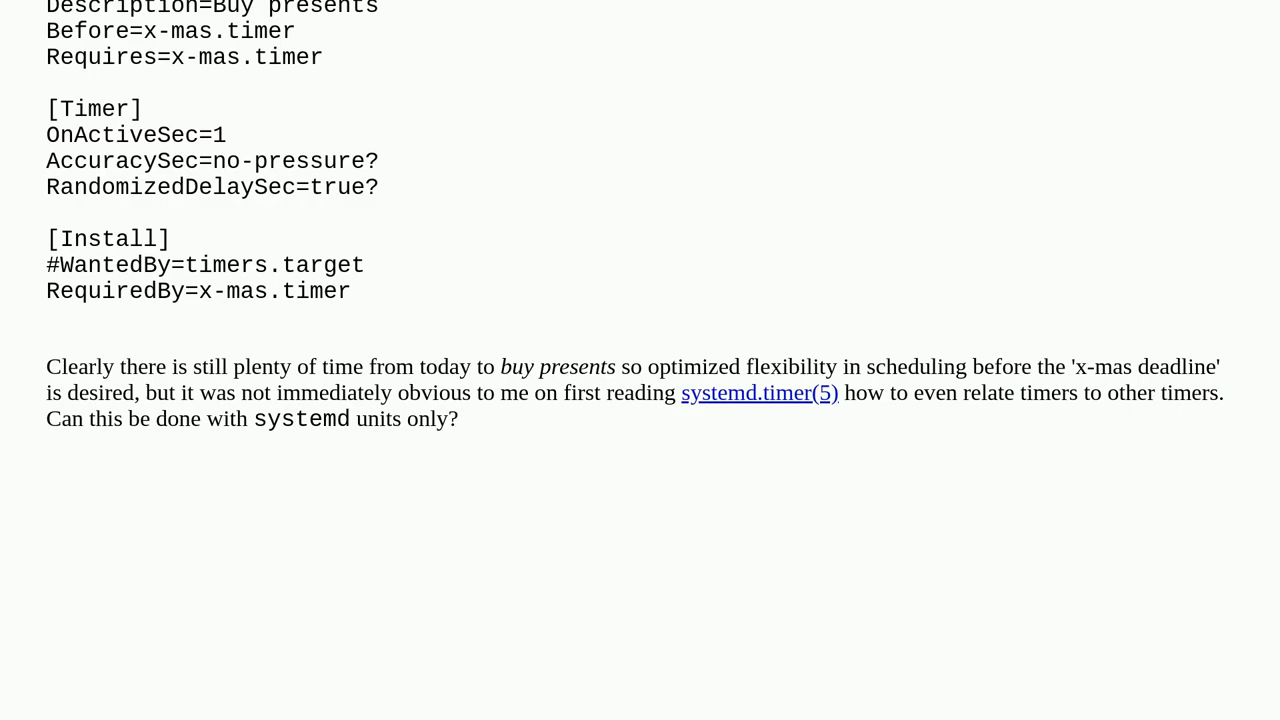 Description=Buy presents
Before=x-mas.timer
Requires=x-mas.timer
[Timer]
OnActiveSec=1
AccuracySec=no-pressure?
RandomizedDelaySec=true?
[Install]
#WantedBy=timers.target
RequiredBy=x-mas.timer
Clearly there is still plenty of time from today to buy presents so optimized flexibility in scheduling before the 'x-mas deadline'
is desired, but it was not immediately obvious to me on first reading systemd.timer(5) how to even relate timers to other timers.
Can this be done with systemd units only?